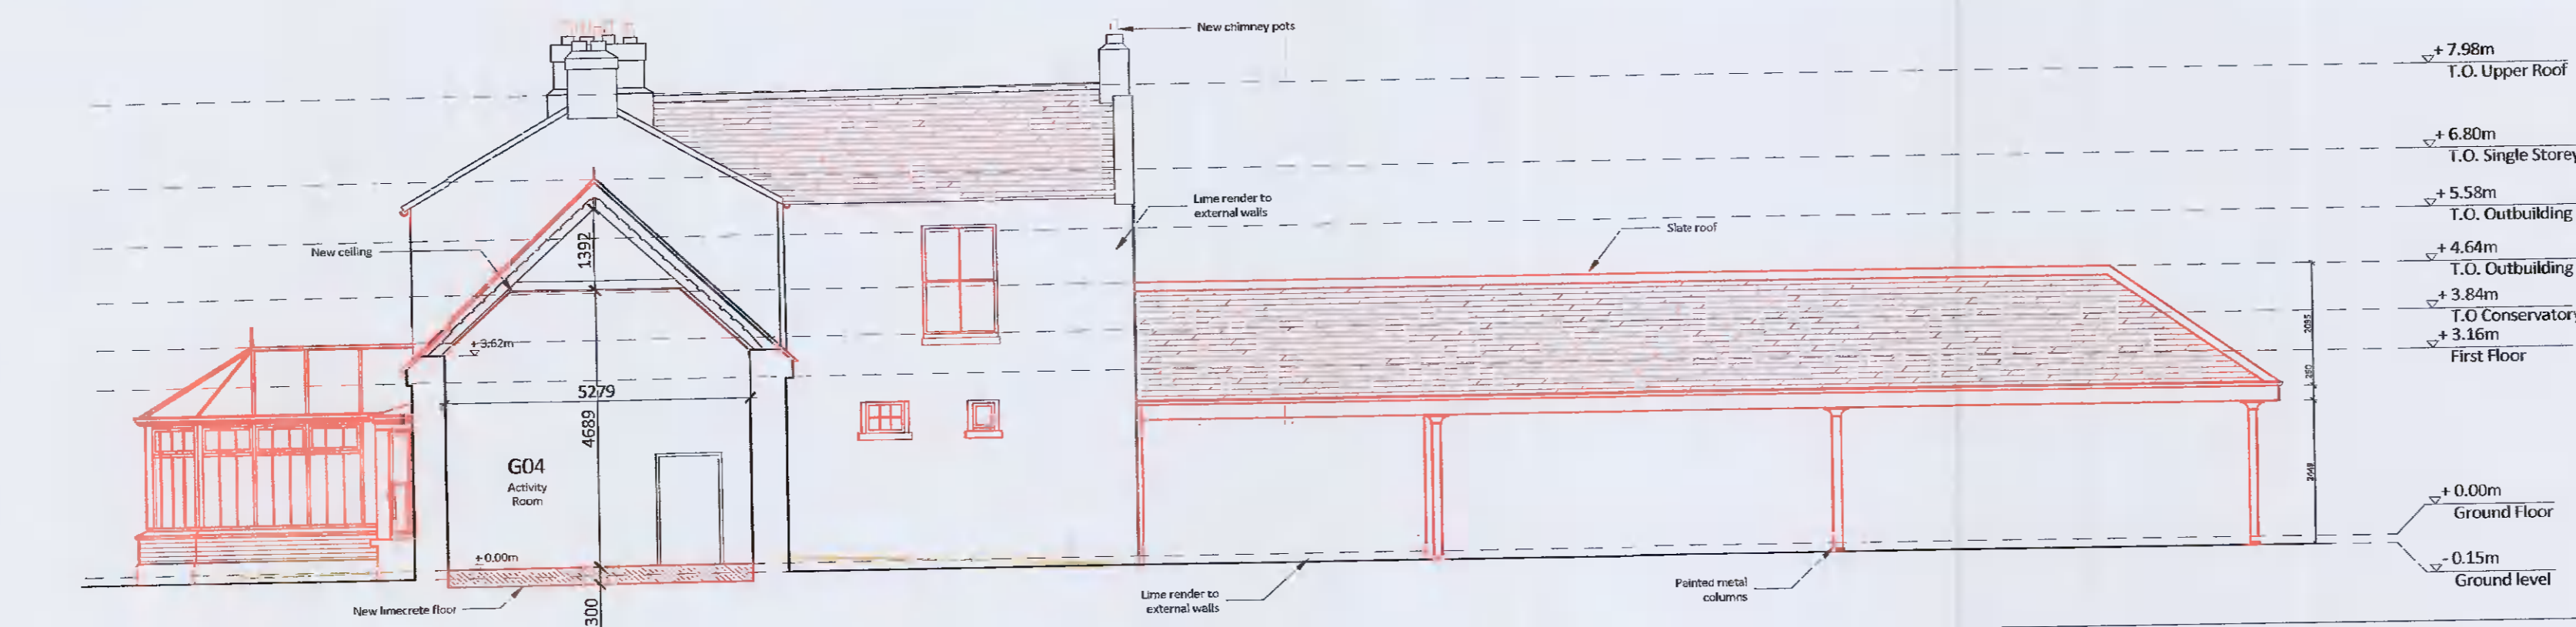 New chimney pots
+ 7.98m
T.O. Upper Roof
+ 6.80m
T.O. Single Storey
Lime render to
external walls
+ 5.58m
T.O. Outbuilding
Slate roof
New ceiling
1392
+ 4.64m
T.O. Outbuilding
+ 3.84m
T.O Conservatory
+ 3.16m
First Floor
+3.62m
2095
5279
4689
G04
Activity
Room
+ 0.00m
Ground Floor
±0.00m
- 0.15m
Ground level
New limecrete floor
300
Lime render to
external walls
Painted metal
columns